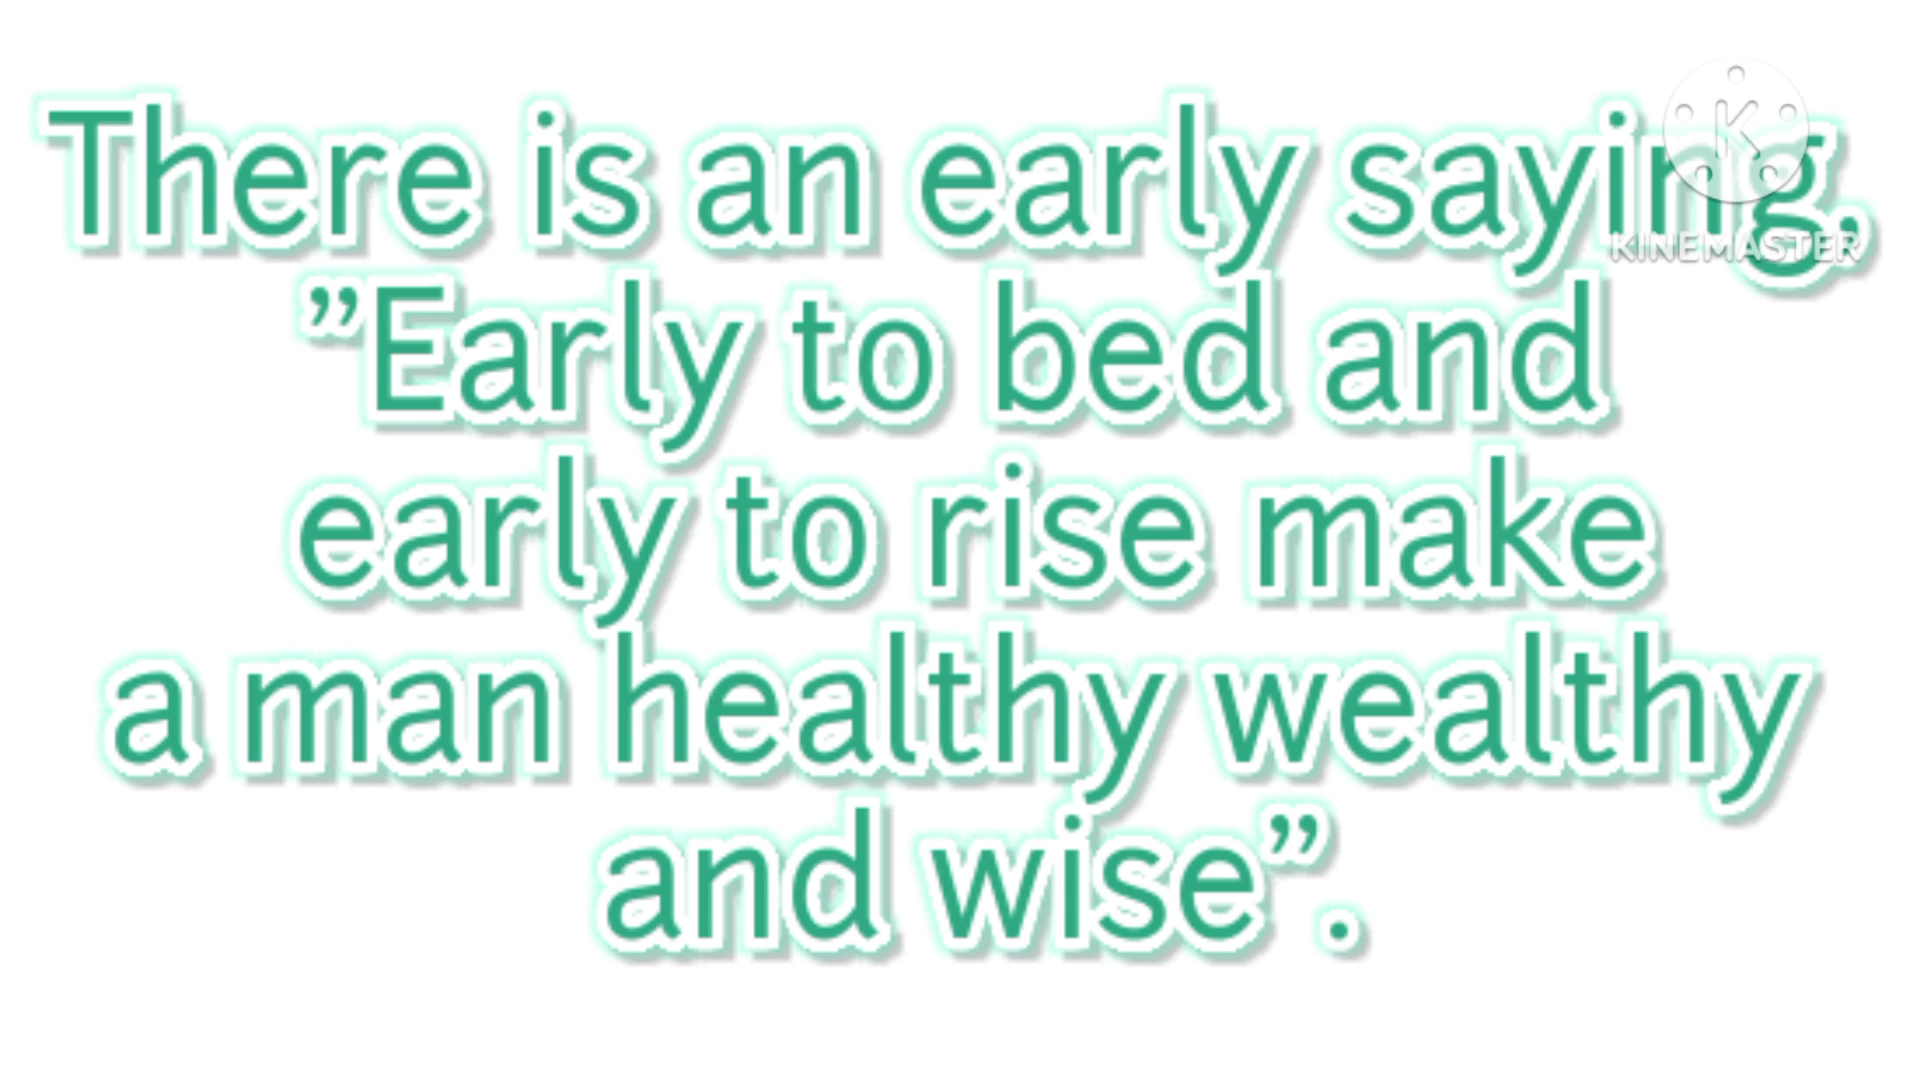 There is an early saying,
”Early to bed and
early to rise make
a man healthy wealthy
and wise”.
K
KINEMASTER